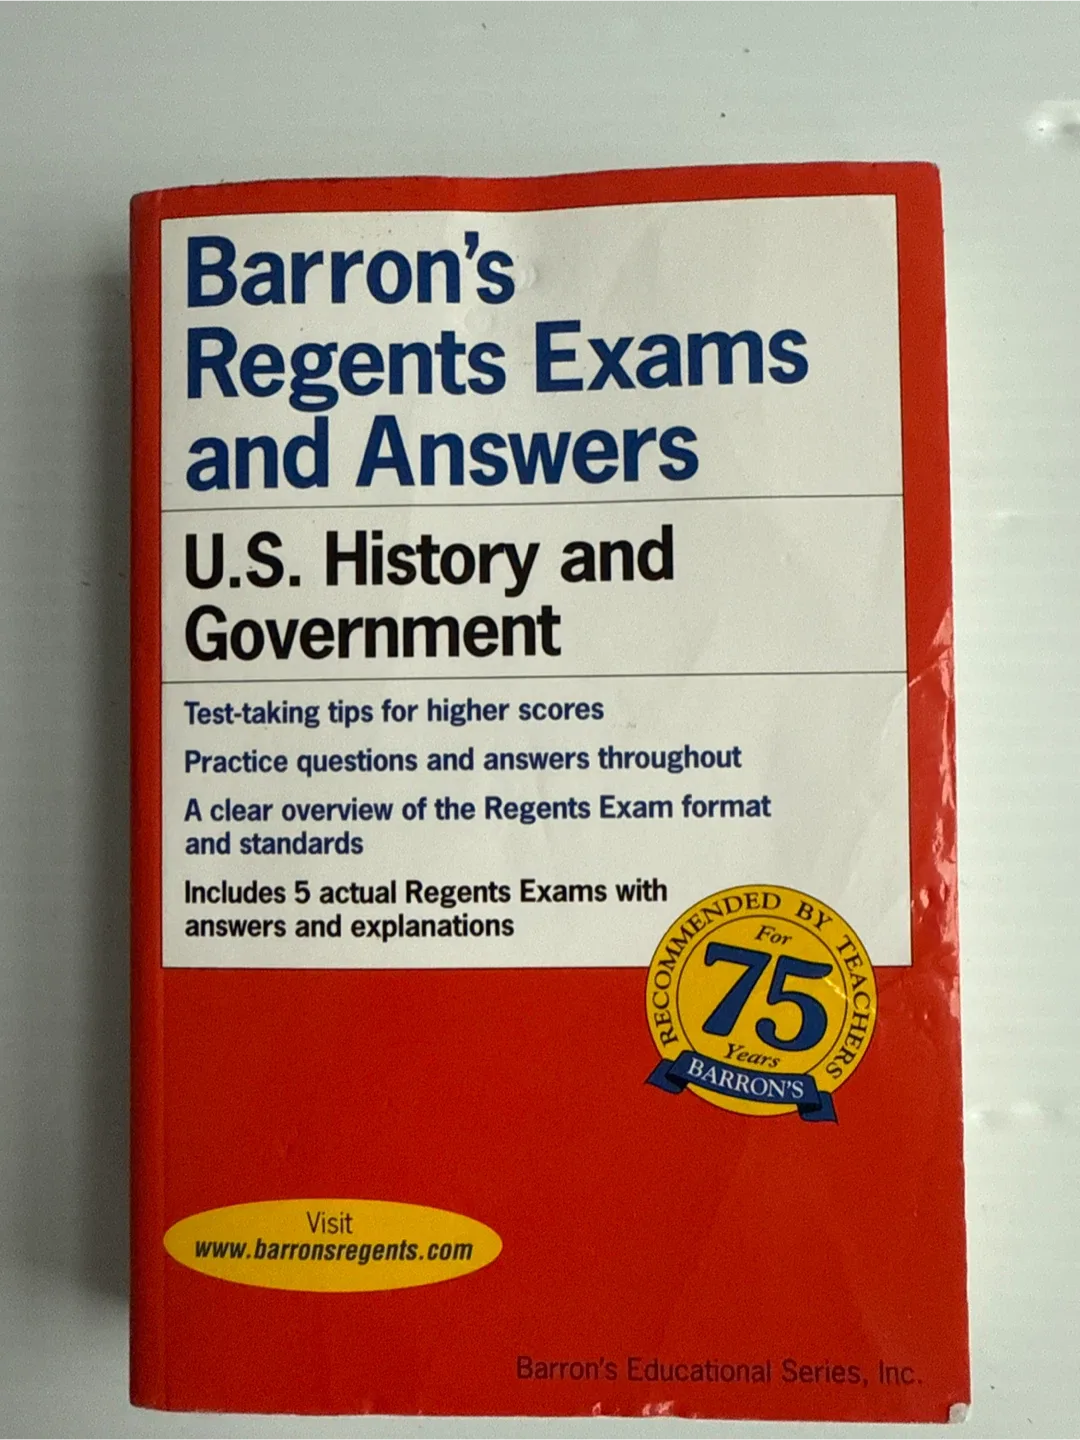 Barron's
Regents Exams
and Answers
U.S. History and
Government
Test-taking tips for higher scores
Practice questions and answers throughout
A clear overview of the Regents Exam format
and standards
Includes 5 actual Regents Exams with
answers and explanations
RECOMMENDED BY TEACHERS
For
75
Years
BARRON'S
Visit
www.barronsregents.com
Barron's Educational Series, Inc.